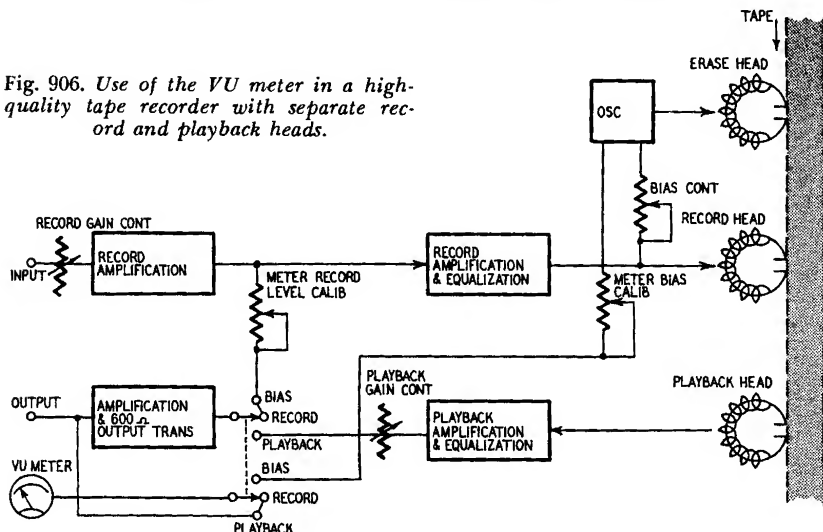 TAPE
ERASE HEAD
Fig. 906. Use of the VU meter in a high-
quality tape recorder with separate rec-
ord and playback heads.
OSC
BIAS CONT
RECORD HEAD
RECORD GAIN CONT
INPUT
RECORD
AMPLIFICATION
METER RECORD
LEVEL CALIB
RECORD
AMPLIFICATION
& EQUALIZATION
METER BIAS
CALIB
OUTPUT
AMPLIFICATION
& 600 Ω
OUTPUT TRANS
BIAS
RECORD
PLAYBACK
PLAYBACK
GAIN CONT
PLAYBACK
AMPLIFICATION
& EQUALIZATION
PLAYBACK HEAD
VU METER
BIAS
RECORD
PLAYBACK